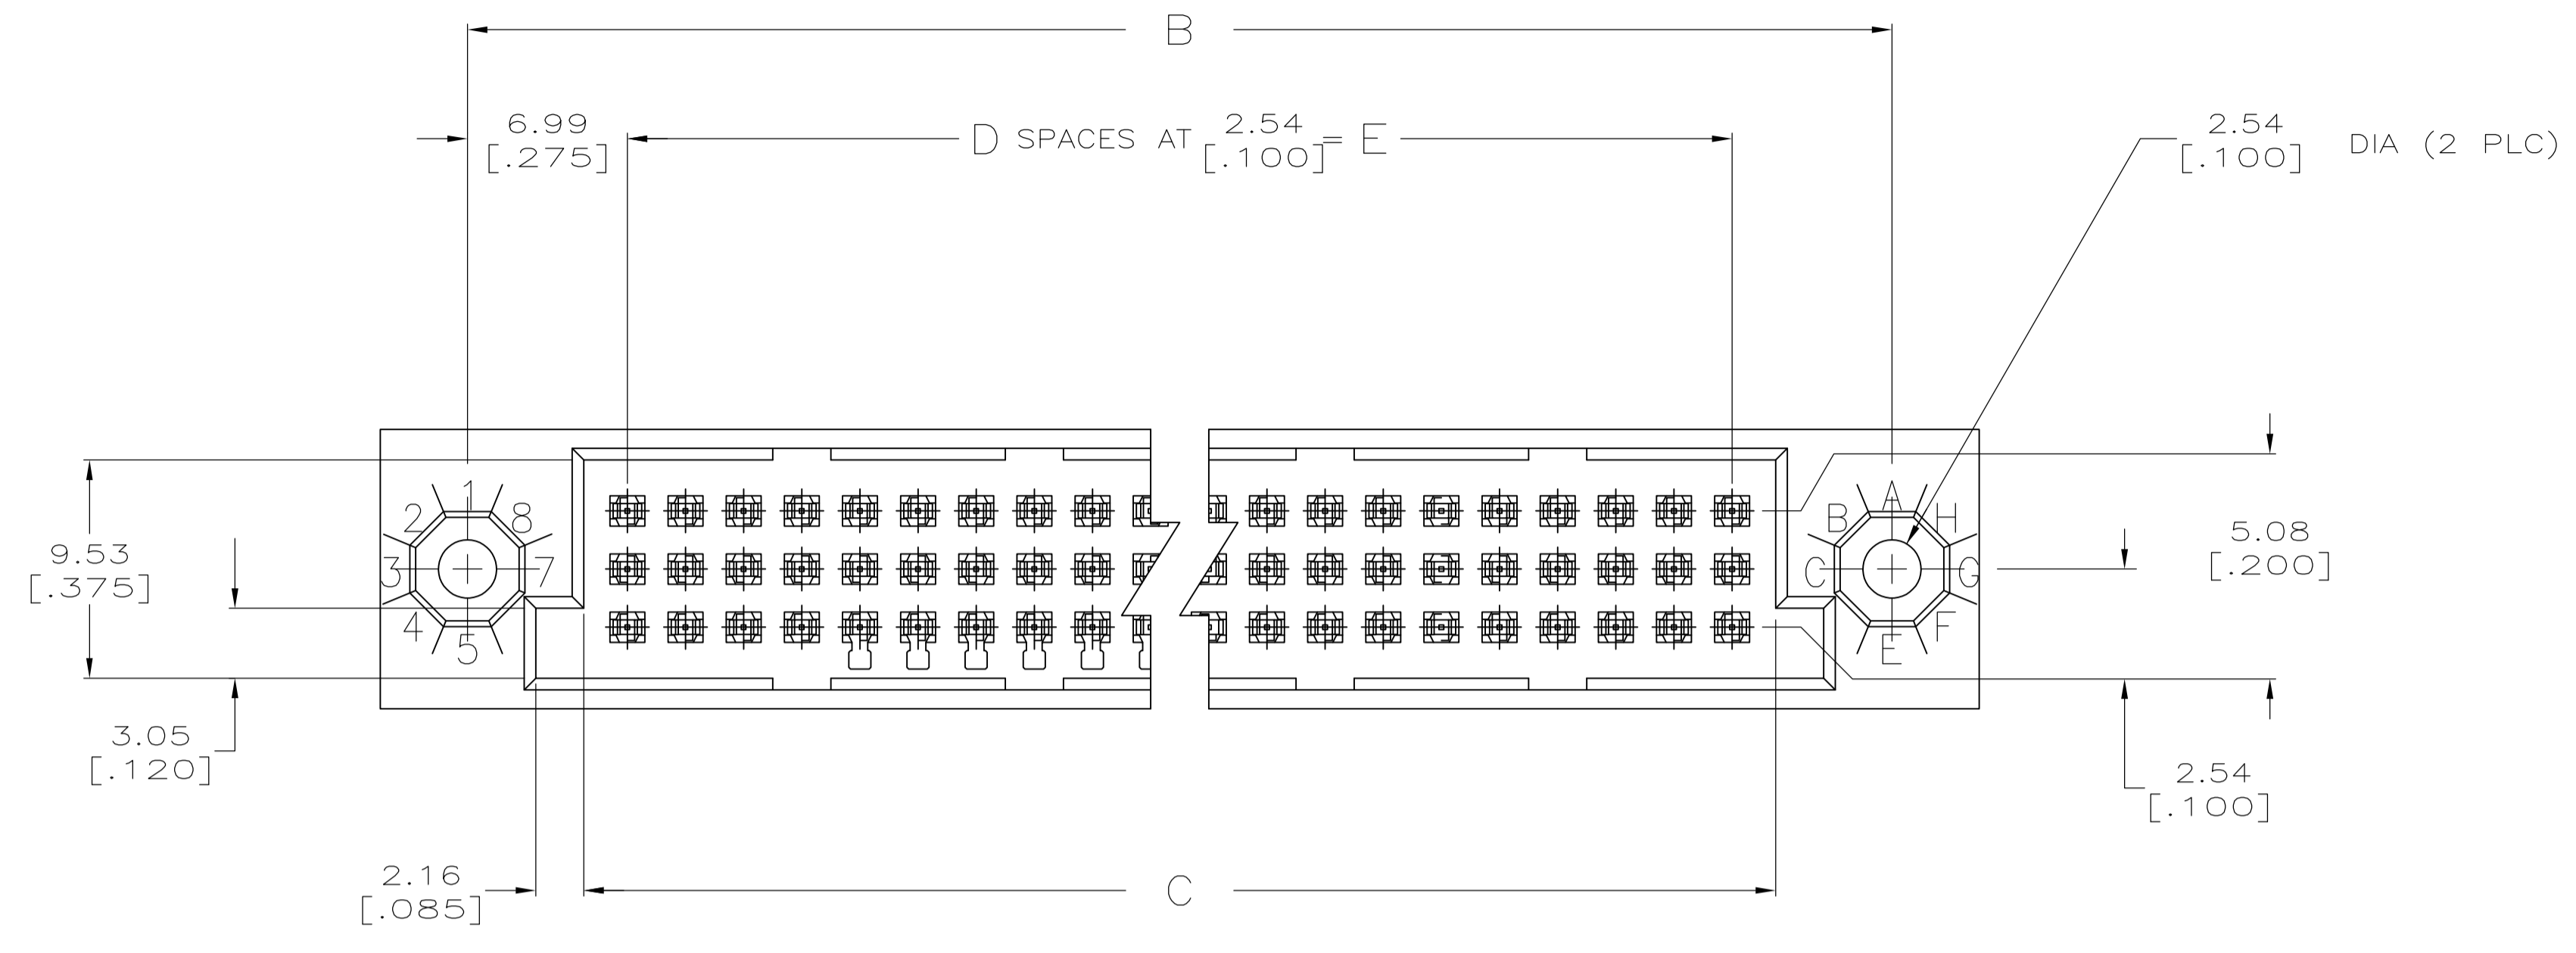 B
6.99
[.275]
D SPACES AT 2.54 = E
[.100]
2.54
[.100] DIA (2 PLC)
1
2
8
3
7
4
5
A
B
H
C
G
F
E
9.53
[.375]
5.08
[.200]
3.05
[.120]
2.54
[.100]
2.16
[.085]
C